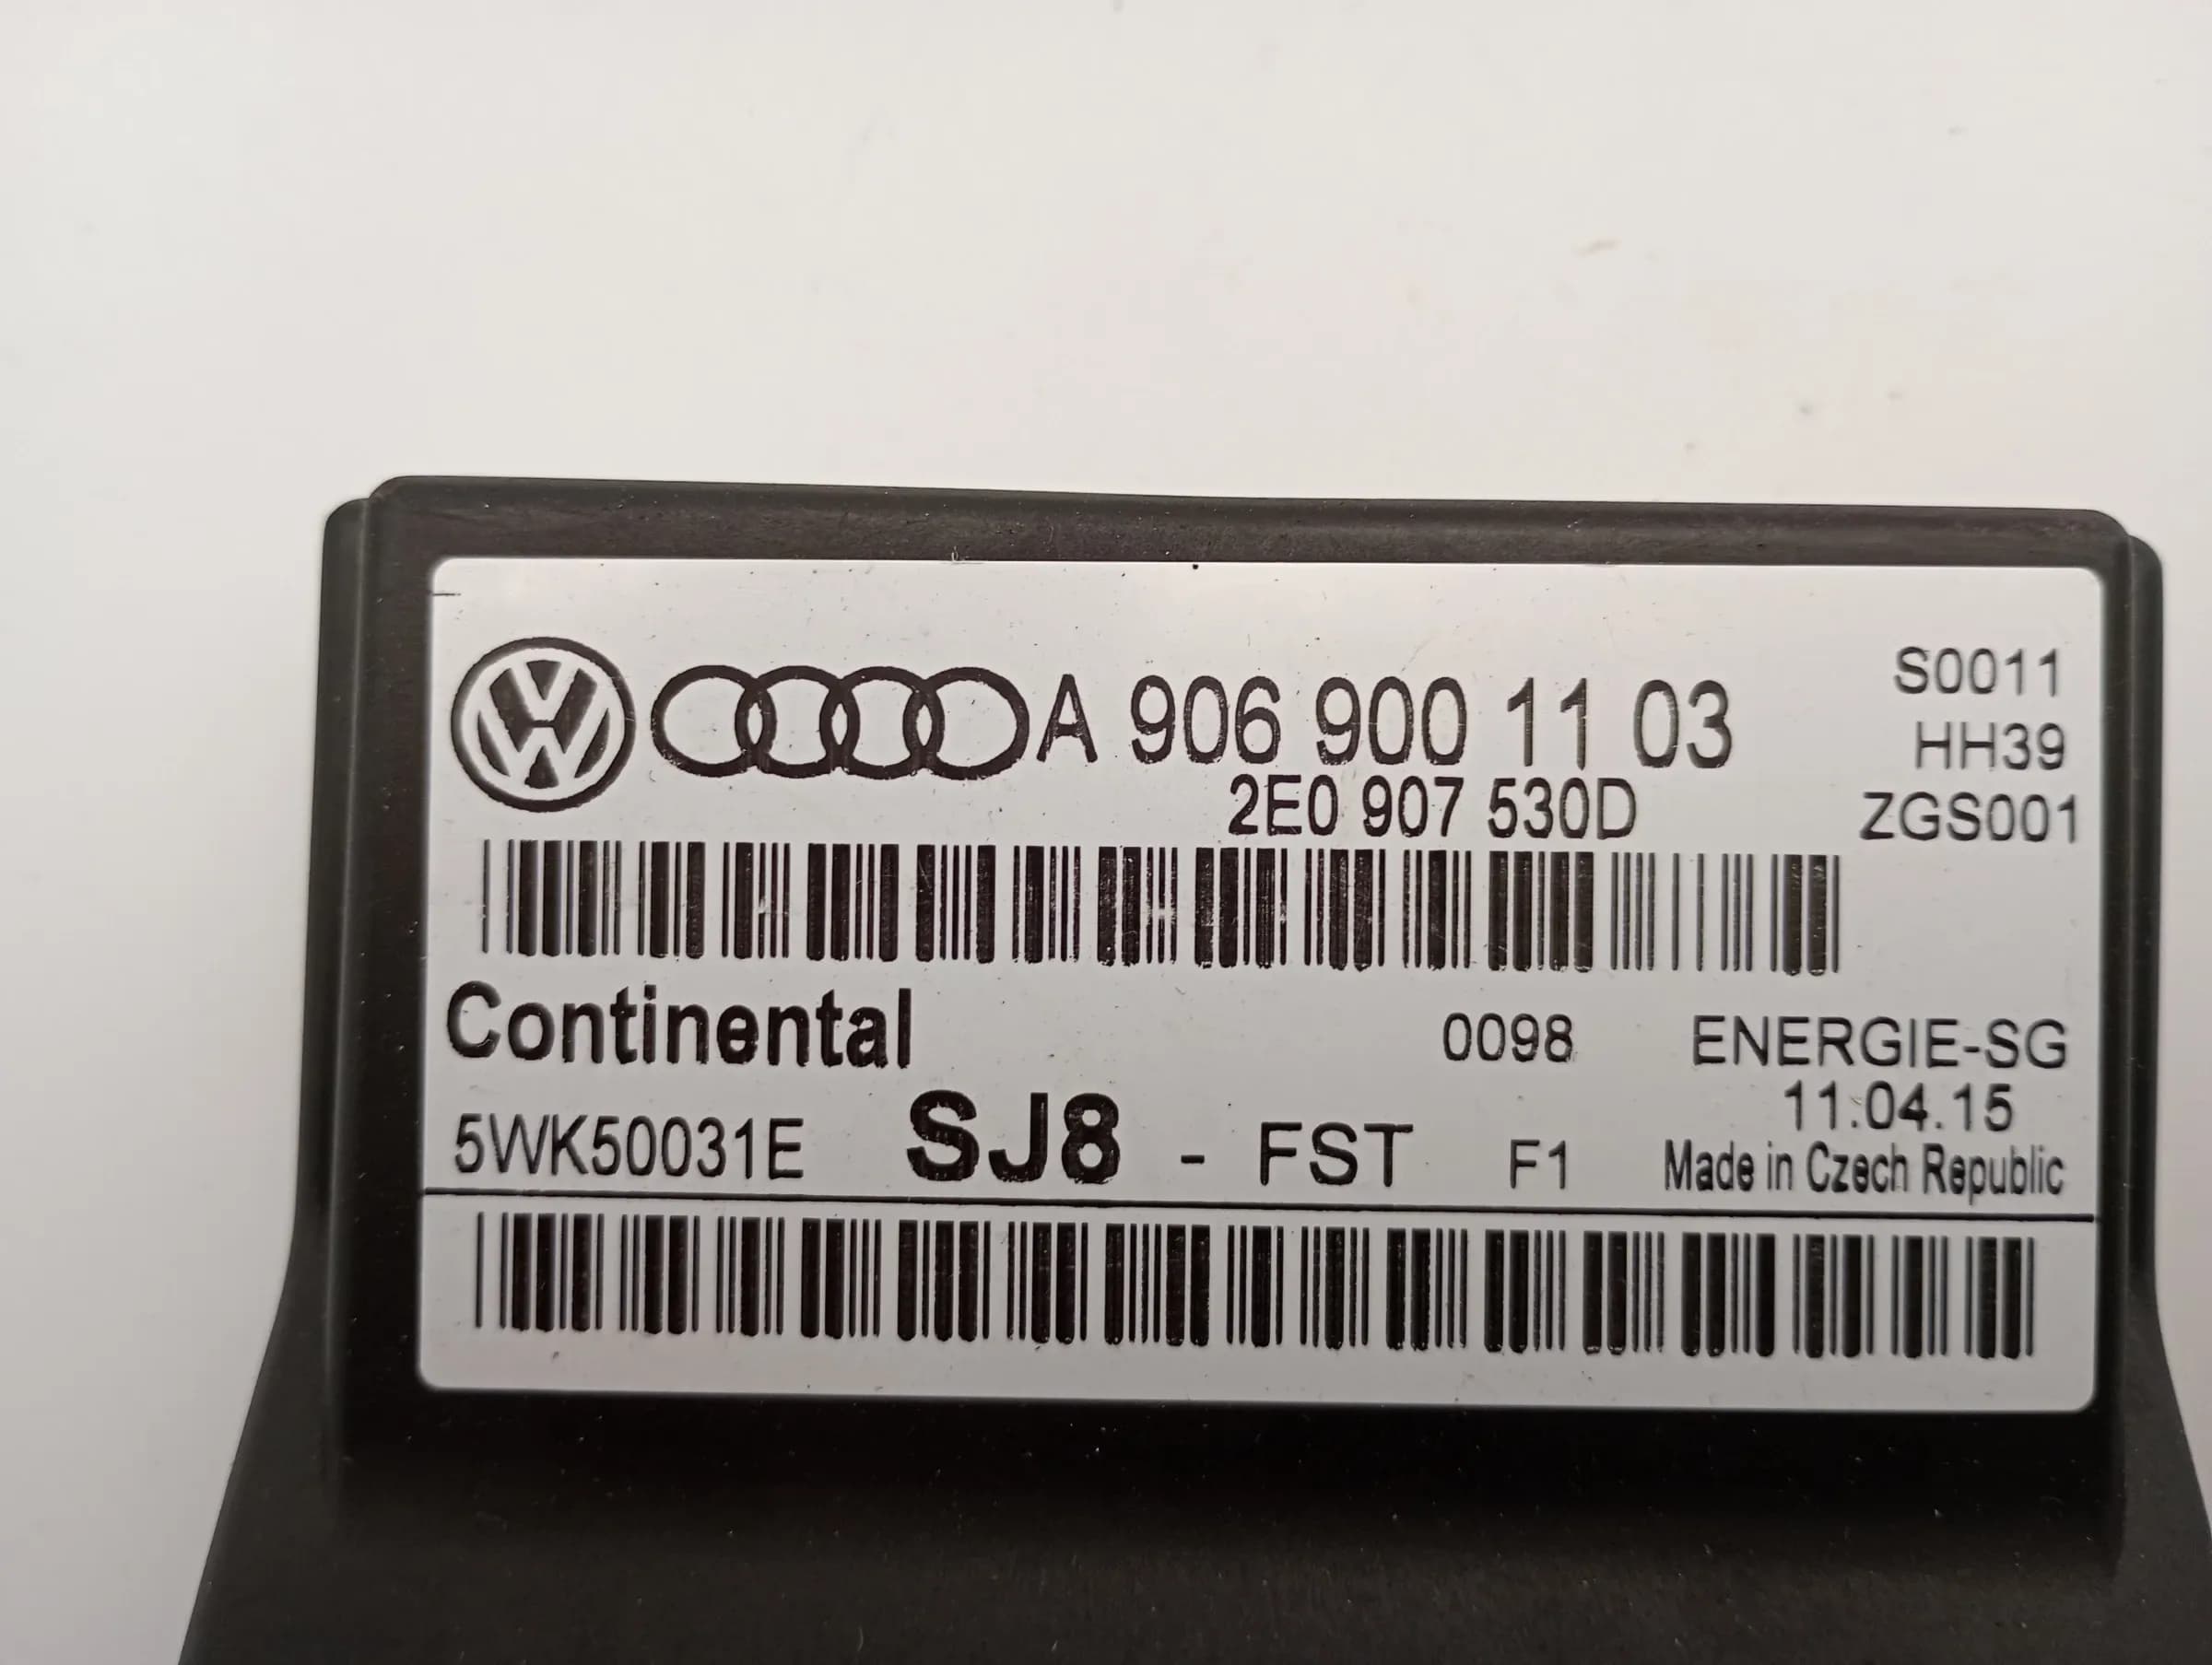 A 906 900 11 03
2E0 907 530D
S0011
HH39
ZGS001
Continental
0098
ENERGIE-SG
11.04.15
5WK50031E SJ8 - FST F1
Made in Czech Republic